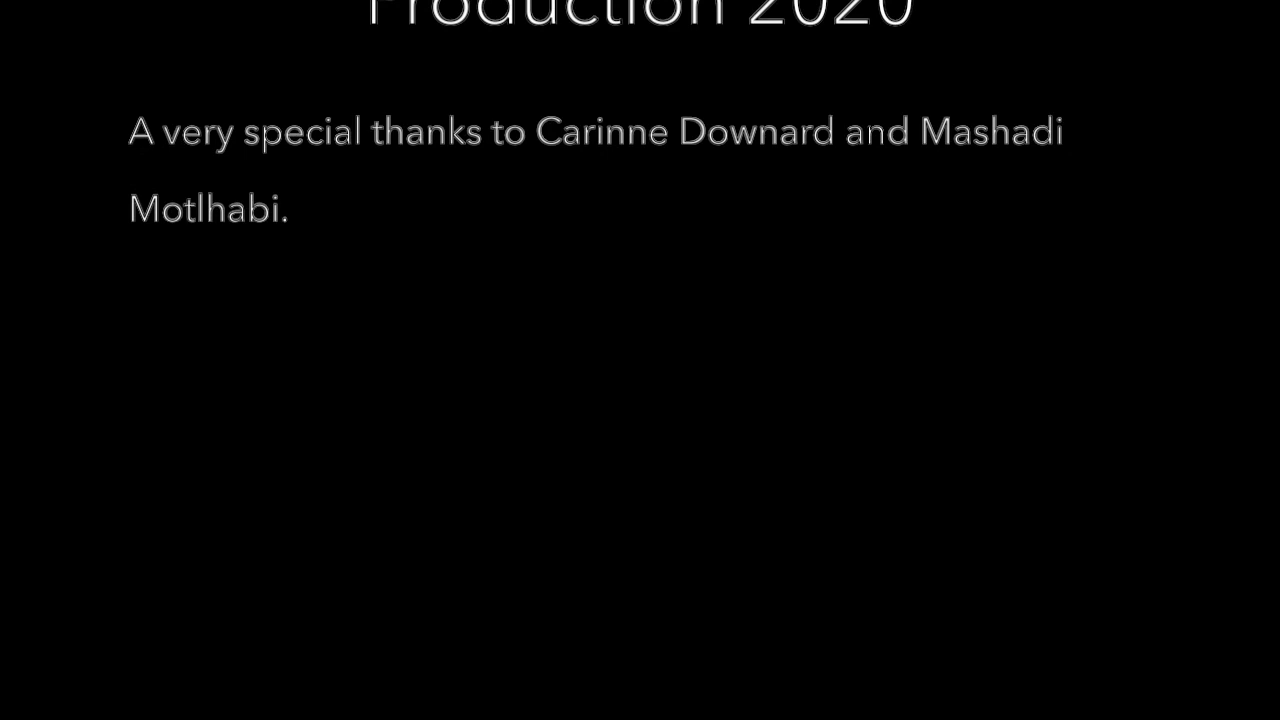 Production 2020
A very special thanks to Carinne Downard and Mashadi
Motlhabi.